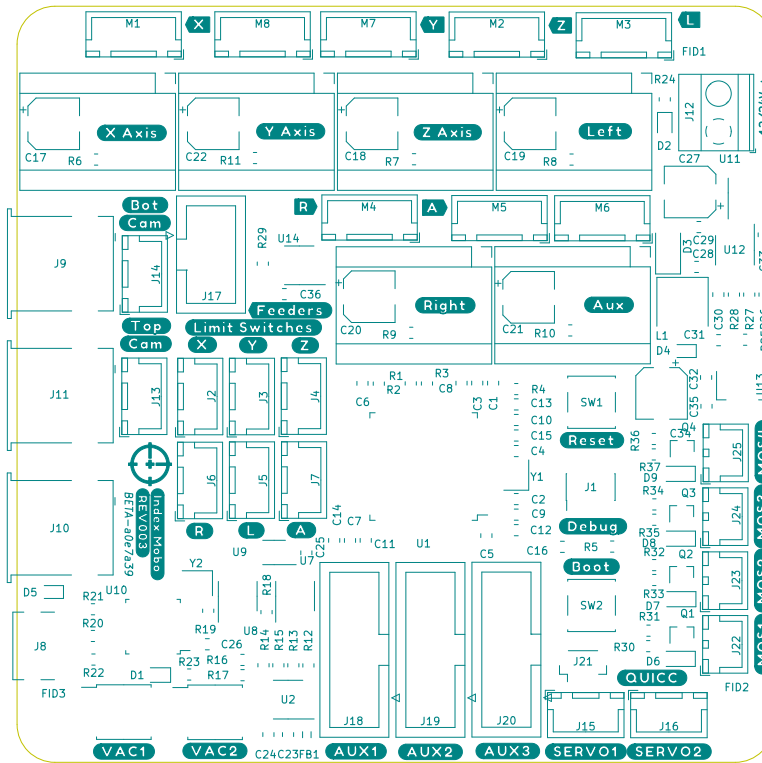 M1
X
M8
M7
Y
M2
Z
M3
L
FID1
R24
J12
X Axis
Y Axis
Z Axis
Left
C17
R6
C22
R11
C18
R7
C19
R8
D2
C27
U11
Bot
Cam
R
M4
A
M5
M6
J9
J14
J17
R29
U14
C36
D3
C29
C28
U12
Feeders
Limit Switches
Right
Aux
C20
R9
C21
R10
Top
Cam
X
Y
Z
L1
C30
R28
R27
C31
D4
J11
J13
J2
J3
J4
R1
R2
R3
C8
C6
C3
C1
R4
C13
C10
C15
C4
SW1
C32
C35
U13
Reset
R36
Q4
C34
J25
R37
D9
J10
J6
J5
J7
Y1
J1
R34
Q3
J24
Index Mobo
REV003
BETA-a0e7a39
R
L
A
C14
C7
C2
C9
C12
Debug
R35
D8
U9
U7
C25
C11
U1
C5
C16
R5
R32
Q2
J23
Y2
Boot
D5
U10
R18
SW2
R33
D7
R21
R20
R19
U8
Q1
R31
J22
J8
R22
C26
R14
R15
R13
R12
R30
J21
D6
FID3
D1
R23
R16
R17
U2
QUICC
FID2
J18
J19
J20
J15
J16
VAC1
VAC2
C24
C23
FB1
AUX1
AUX2
AUX3
SERVO1
SERVO2